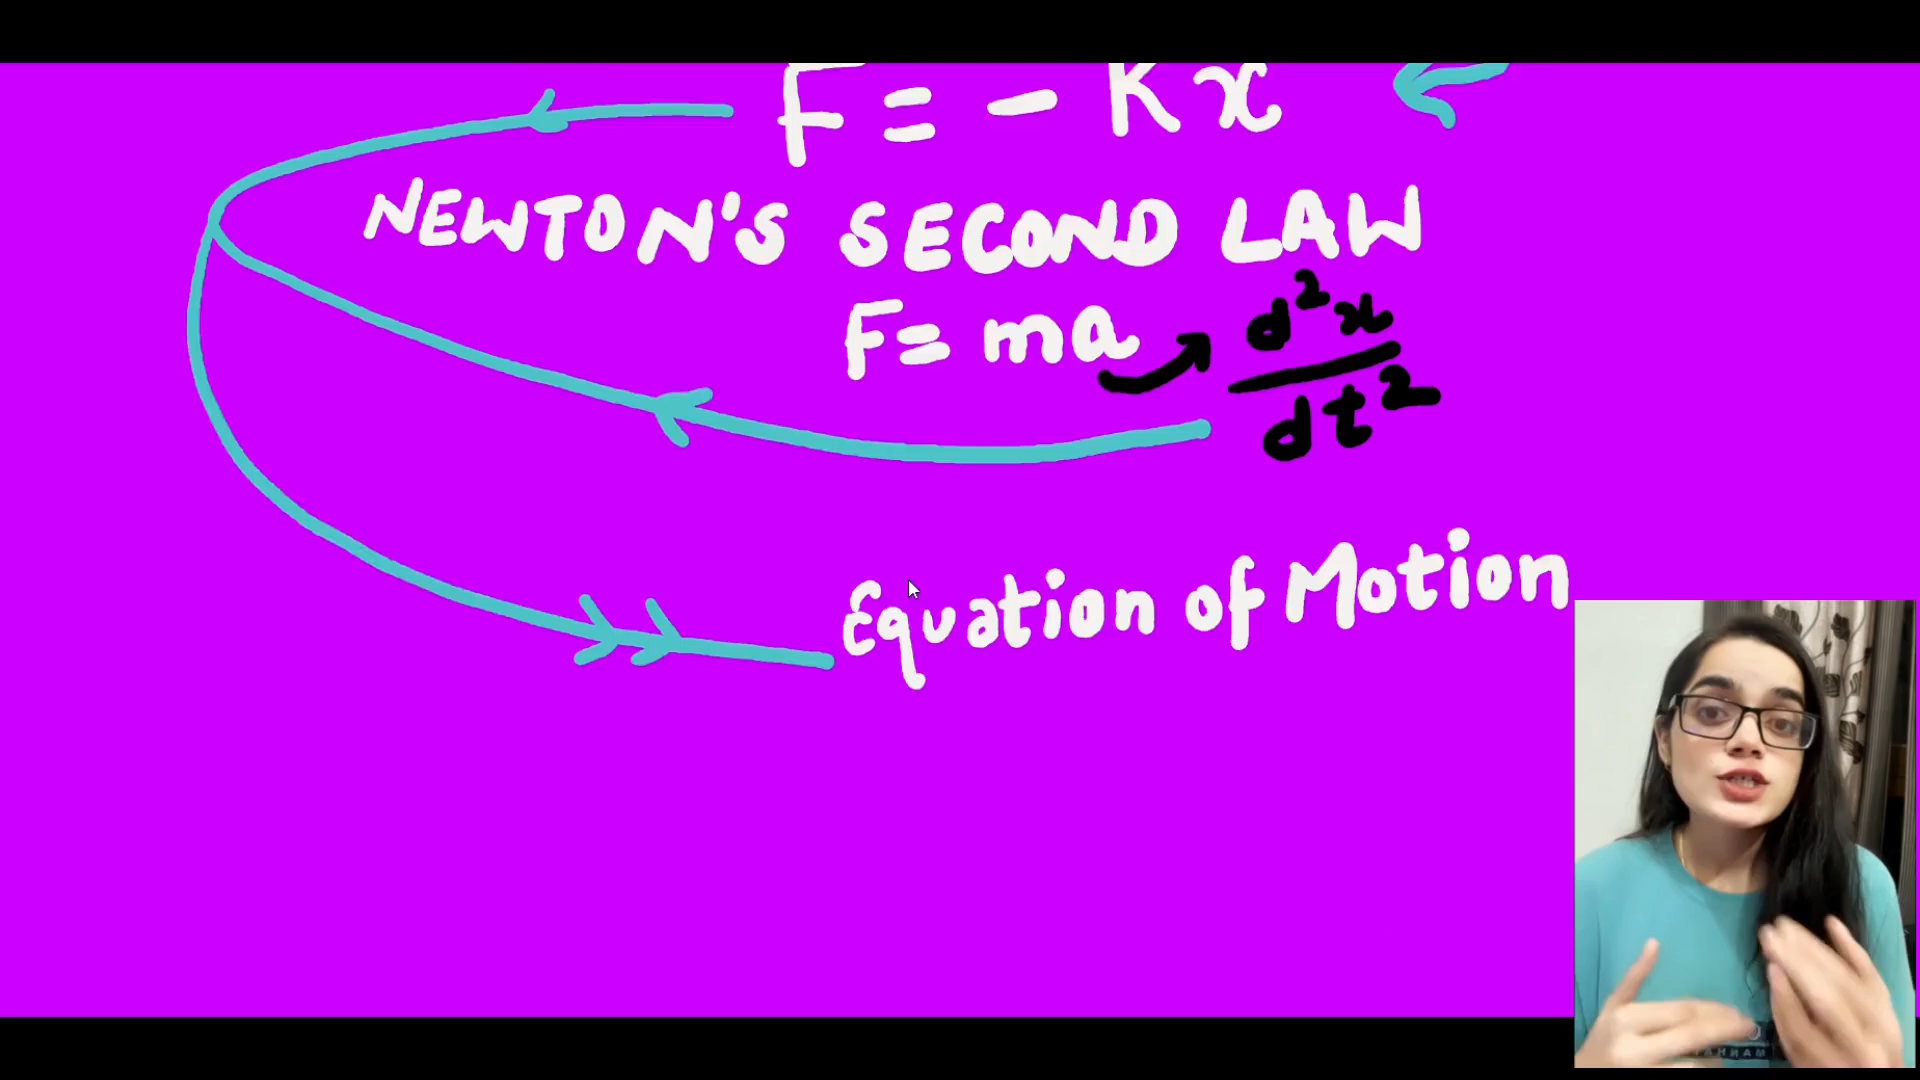 F = - Kx
NEWTON'S SECOND LAW
F = ma
d²x
dt²
Equation of Motion